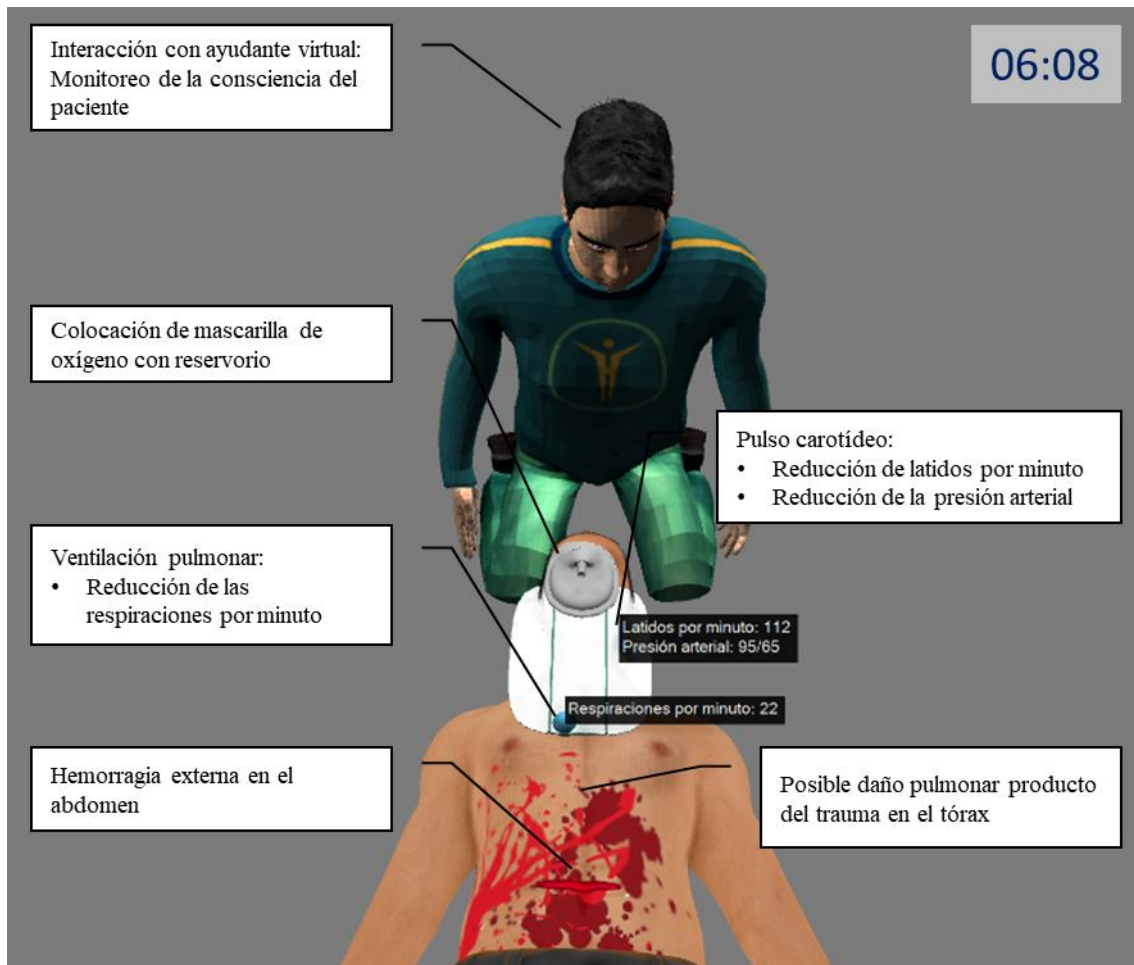 Interacción con ayudante virtual:
Monitoreo de la consciencia del
paciente
06:08
Colocación de mascarilla de
oxígeno con reservorio
Pulso carotídeo:
• Reducción de latidos por minuto
• Reducción de la presión arterial
Ventilación pulmonar:
• Reducción de las
respiraciones por minuto
Latidos por minuto: 112
Presión arterial: 95/65
Respiraciones por minuto: 22
Hemorragia externa en el
abdomen
Posible daño pulmonar producto
del trauma en el tórax